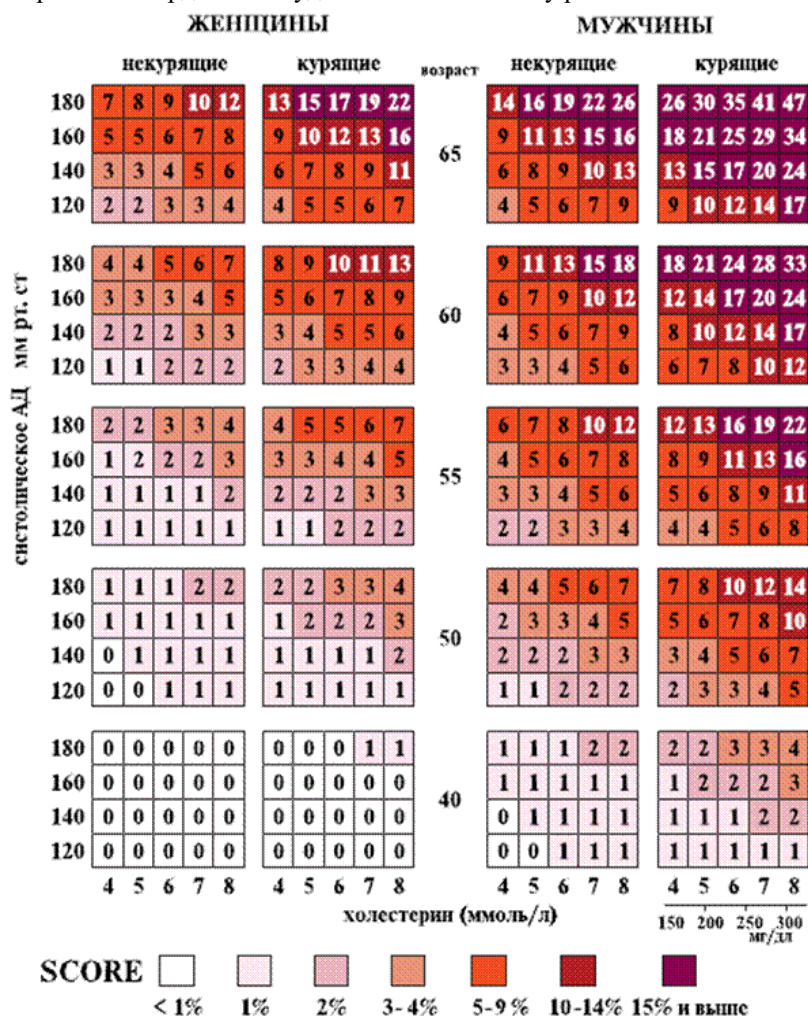 ЖЕНЩИНЫ МУЖЧИНЫ
некурящие курящие возраст некурящие курящие
180 7 8 9 10 12 13 15 17 19 22 14 16 19 22 26 26 30 35 41 47
160 5 5 6 7 8 9 10 12 13 16 9 11 13 15 16 18 21 25 29 34
65
140 3 3 4 5 6 6 7 8 9 11 6 8 9 10 13 13 15 17 20 24
120 2 2 3 3 4 4 5 5 6 7 4 5 6 7 9 9 10 12 14 17
180 4 4 5 6 7 8 9 10 11 13 9 11 13 15 18 18 21 24 28 33
160 3 3 3 4 5 5 6 7 8 9 6 7 9 10 12 12 14 17 20 24
60
140 2 2 2 3 3 3 4 5 5 6 4 5 6 7 9 8 10 12 14 17
120 1 1 2 2 2 2 3 3 4 4 3 3 4 5 6 6 7 8 10 12
180 2 2 3 3 4 4 5 5 6 7 6 7 8 10 12 12 13 16 19 22
160 1 2 2 2 3 3 3 4 4 5 4 5 6 7 8 8 9 11 13 16
55
140 1 1 1 1 2 2 2 2 3 3 3 3 4 5 6 5 6 8 9 11
120 1 1 1 1 1 1 1 2 2 2 2 2 3 3 4 4 4 5 6 8
180 1 1 1 2 2 2 2 3 3 4 4 4 5 6 7 7 8 10 12 14
160 1 1 1 1 1 1 2 2 2 3 2 3 3 4 5 5 6 7 8 10
50
140 0 1 1 1 1 1 1 1 1 2 2 2 2 3 3 3 4 5 6 7
120 0 0 1 1 1 1 1 1 1 1 1 1 2 2 2 2 3 3 4 5
180 0 0 0 0 0 0 0 0 1 1 1 1 1 2 2 2 2 3 3 4
160 0 0 0 0 0 0 0 0 0 0 1 1 1 1 1 1 2 2 2 3
40
140 0 0 0 0 0 0 0 0 0 0 0 1 1 1 1 1 1 1 2 2
120 0 0 0 0 0 0 0 0 0 0 0 0 1 1 1 1 1 1 1 1
4 5 6 7 8 4 5 6 7 8 4 5 6 7 8 4 5 6 7 8
систолическое АД мм рт. ст
холестерин (ммоль/л)
150 200 250 300
мг/дл
SCORE
< 1% 1% 2% 3- 4% 5-9 % 10-14% 15% и выше